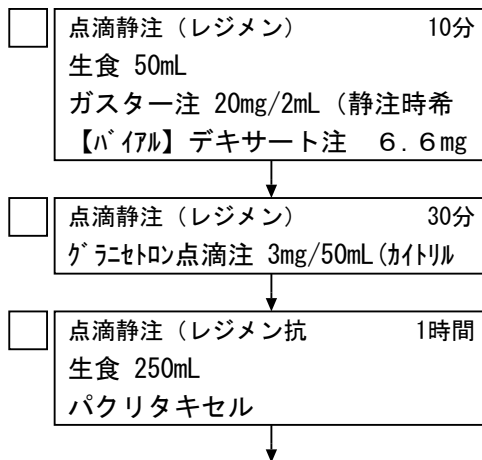 点滴静注（レジメン） 10分
生食 50mL
ガスター注 20mg/2mL（静注時希
【ﾊﾞｲｱﾙ】デキサート注　６.６mg
点滴静注（レジメン） 30分
ｸﾞﾗﾆｾﾄﾛﾝ点滴注 3mg/50mL(ｶｲﾄﾘﾙ
点滴静注（レジメン抗 1時間
生食 250mL
パクリタキセル